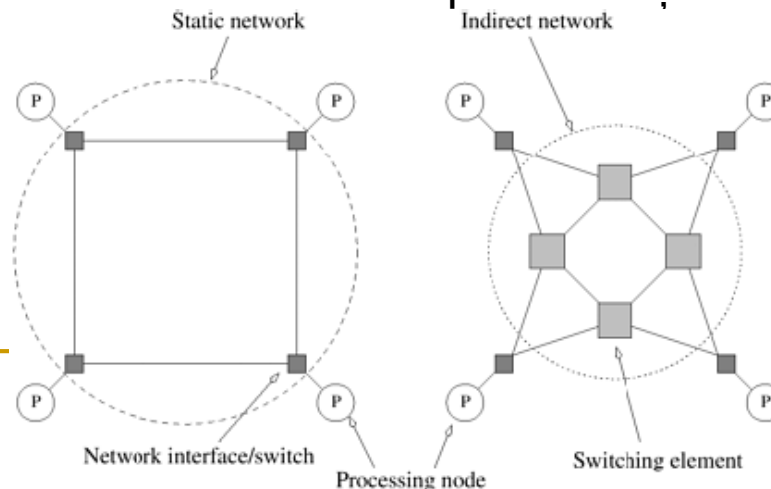 Static network
Indirect network
P
P
P
P
P
P
P
P
Network interface/switch
Switching element
Processing node